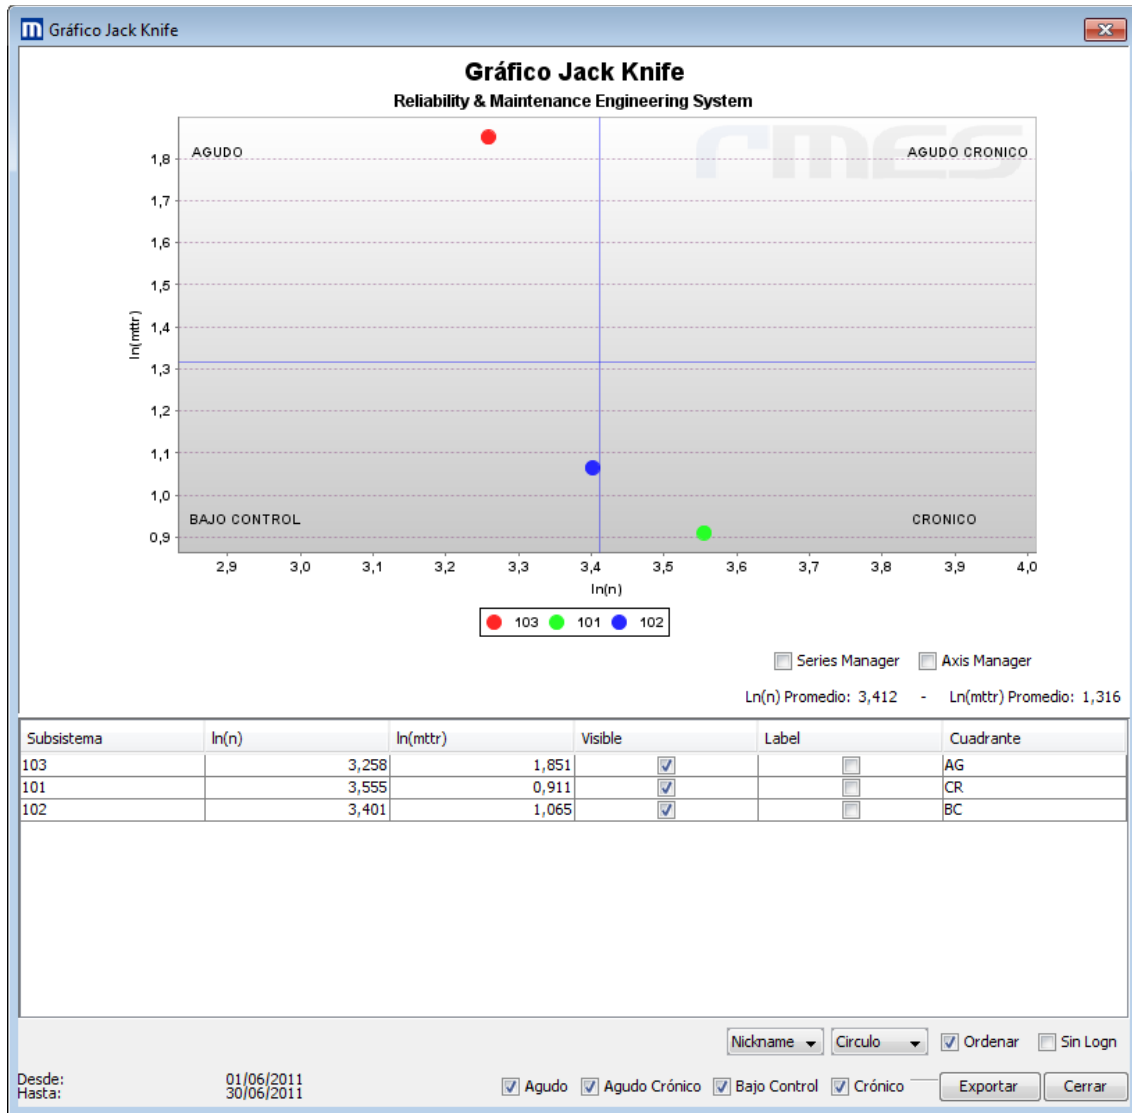 Gráfico Jack Knife
Gráfico Jack Knife
Reliability & Maintenance Engineering System
rmes
AGUDO
AGUDO CRONICO
BAJO CONTROL
CRONICO
ln(mttr)
1,8
1,7
1,6
1,5
1,4
1,3
1,2
1,1
1,0
0,9
2,9 3,0 3,1 3,2 3,3 3,4 3,5 3,6 3,7 3,8 3,9 4,0
ln(n)
103 101 102
Series Manager Axis Manager
Ln(n) Promedio: 3,412 - Ln(mttr) Promedio: 1,316
Subsistema ln(n) ln(mttr) Visible Label Cuadrante
103 3,258 1,851 AG
101 3,555 0,911 CR
102 3,401 1,065 BC
Nickname Circulo Ordenar Sin Logn
Desde: 01/06/2011
Hasta: 30/06/2011
Agudo Agudo Crónico Bajo Control Crónico Exportar Cerrar